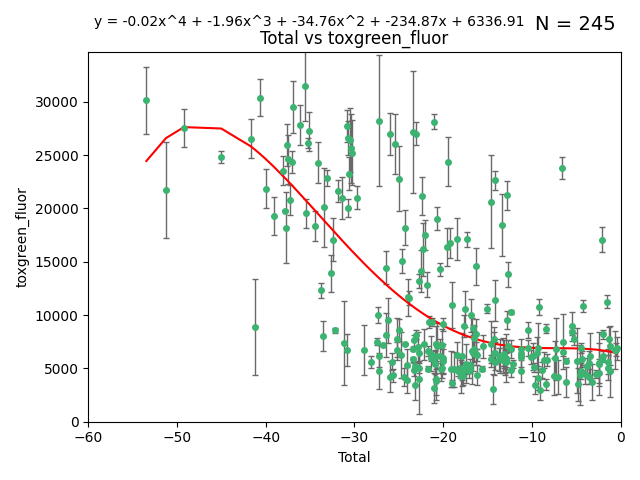 y = -0.02x^4 + -1.96x^3 + -34.76x^2 + -234.87x + 6336.91 N = 245
Total vs toxgreen_fluor
30000
25000
20000
15000
10000
5000
0
toxgreen_fluor
−60 −50 −40 −30 −20 −10 0
Total